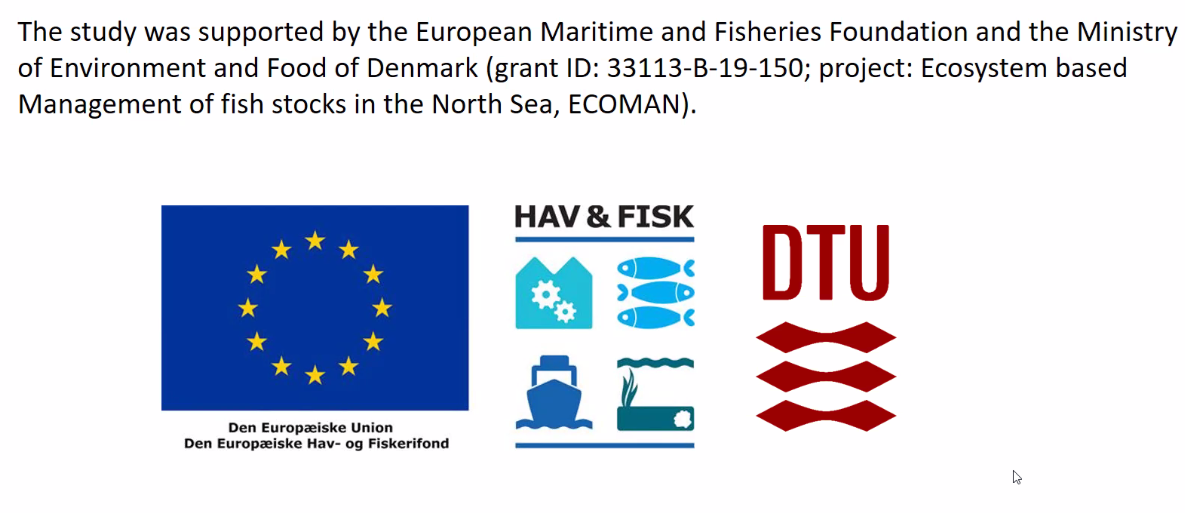 The study was supported by the European Maritime and Fisheries Foundation and the Ministry
of Environment and Food of Denmark (grant ID: 33113-B-19-150; project: Ecosystem based
Management of fish stocks in the North Sea, ECOMAN).
HAV & FISK
DTU
Den Europæiske Union
Den Europæiske Hav- og Fiskerifond